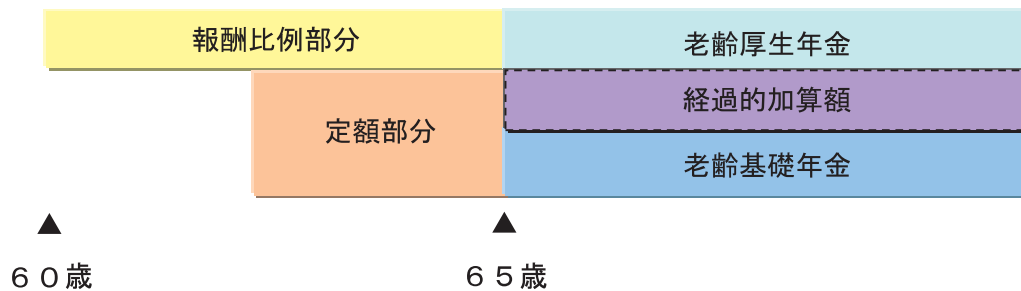 報酬比例部分
老齢厚生年金
経過的加算額
定額部分
老齢基礎年金
▲
▲
６０歳
６５歳